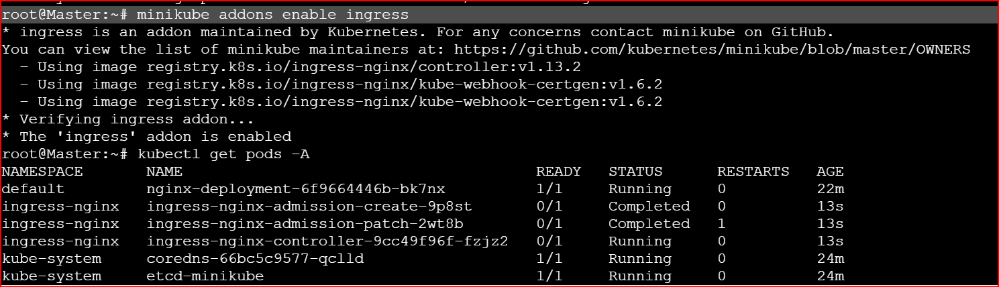 root@Master:~# minikube addons enable ingress
* ingress is an addon maintained by Kubernetes. For any concerns contact minikube on GitHub.
You can view the list of minikube maintainers at: https://github.com/kubernetes/minikube/blob/master/OWNERS
  - Using image registry.k8s.io/ingress-nginx/controller:v1.13.2
  - Using image registry.k8s.io/ingress-nginx/kube-webhook-certgen:v1.6.2
  - Using image registry.k8s.io/ingress-nginx/kube-webhook-certgen:v1.6.2
* Verifying ingress addon...
* The 'ingress' addon is enabled
root@Master:~# kubectl get pods -A
NAMESPACE       NAME                                       READY   STATUS      RESTARTS   AGE
default         nginx-deployment-6f9664446b-bk7nx          1/1     Running     0          22m
ingress-nginx   ingress-nginx-admission-create-9p8st       0/1     Completed   0          13s
ingress-nginx   ingress-nginx-admission-patch-2wt8b        0/1     Completed   1          13s
ingress-nginx   ingress-nginx-controller-9cc49f96f-fzjz2   0/1     Running     0          13s
kube-system     coredns-66bc5c9577-qclld                   1/1     Running     0          24m
kube-system     etcd-minikube                              1/1     Running     0          24m